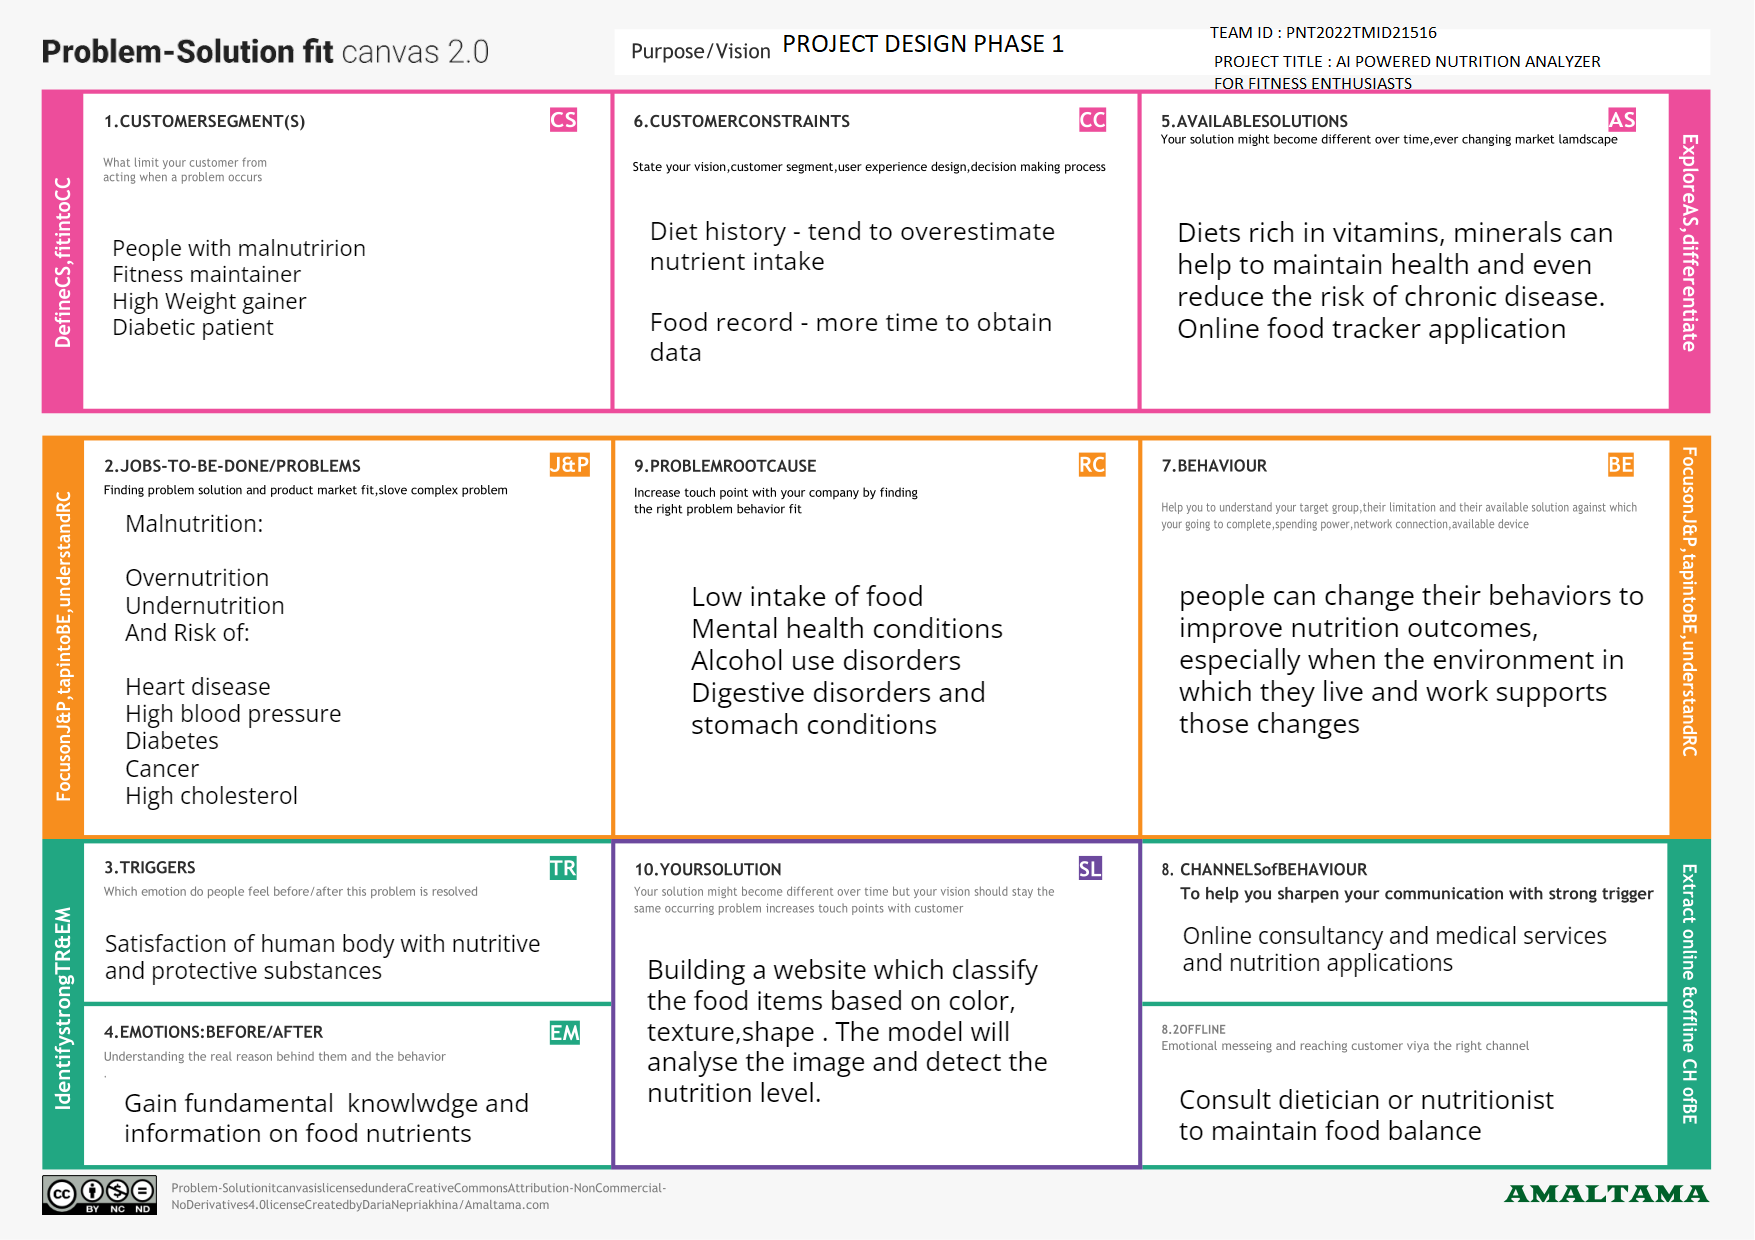 Problem-Solution fit canvas 2.0
Purpose/Vision PROJECT DESIGN PHASE 1
TEAM ID : PNT2022TMID21516
PROJECT TITLE : AI POWERED NUTRITION ANALYZER
FOR FITNESS ENTHUSIASTS
DefineCS,fitintoCC
1.CUSTOMERSEGMENT(S)
CS
What limit your customer from
acting when a problem occurs
People with malnutririon
Fitness maintainer
High Weight gainer
Diabetic patient
6.CUSTOMERCONSTRAINTS
CC
State your vision,customer segment,user experience design,decision making process
Diet history - tend to overestimate
nutrient intake
Food record - more time to obtain
data
5.AVAILABLESOLUTIONS
AS
Your solution might become different over time,ever changing market lamdscape
Diets rich in vitamins, minerals can
help to maintain health and even
reduce the risk of chronic disease.
Online food tracker application
ExploreAS,differentiate
FocusonJ&P,tapintoBE,understandRC
2.JOBS-TO-BE-DONE/PROBLEMS
J&P
Finding problem solution and product market fit,slove complex problem
Malnutrition:
Overnutrition
Undernutrition
And Risk of:
Heart disease
High blood pressure
Diabetes
Cancer
High cholesterol
9.PROBLEMROOTCAUSE
RC
Increase touch point with your company by finding
the right problem behavior fit
Low intake of food
Mental health conditions
Alcohol use disorders
Digestive disorders and
stomach conditions
7.BEHAVIOUR
BE
Help you to understand your target group,their limitation and their available solution against which
your going to complete,spending power,network connection,available device
people can change their behaviors to
improve nutrition outcomes,
especially when the environment in
which they live and work supports
those changes
FocusonJ&P,tapintoBE,understandRC
IdentifystrongTR&EM
3.TRIGGERS
TR
Which emotion do people feel before/after this problem is resolved
Satisfaction of human body with nutritive
and protective substances
4.EMOTIONS:BEFORE/AFTER
EM
Understanding the real reason behind them and the behavior
.
Gain fundamental knowlwdge and
information on food nutrients
10.YOURSOLUTION
SL
Your solution might become different over time but your vision should stay the
same occurring problem increases touch points with customer
Building a website which classify
the food items based on color,
texture,shape . The model will
analyse the image and detect the
nutrition level.
8. CHANNELSofBEHAVIOUR
To help you sharpen your communication with strong trigger
Online consultancy and medical services
and nutrition applications
8.2OFFLINE
Emotional messeing and reaching customer viya the right channel
Consult dietician or nutritionist
to maintain food balance
Extract online &offline CH ofBE
cc BY NC ND
Problem-SolutionitcanvasislicensedunderaCreativeCommonsAttribution-NonCommercial-
NoDerivatives4.0licenseCreatedbyDariaNepriakhina/Amaltama.com
AMALTAMA